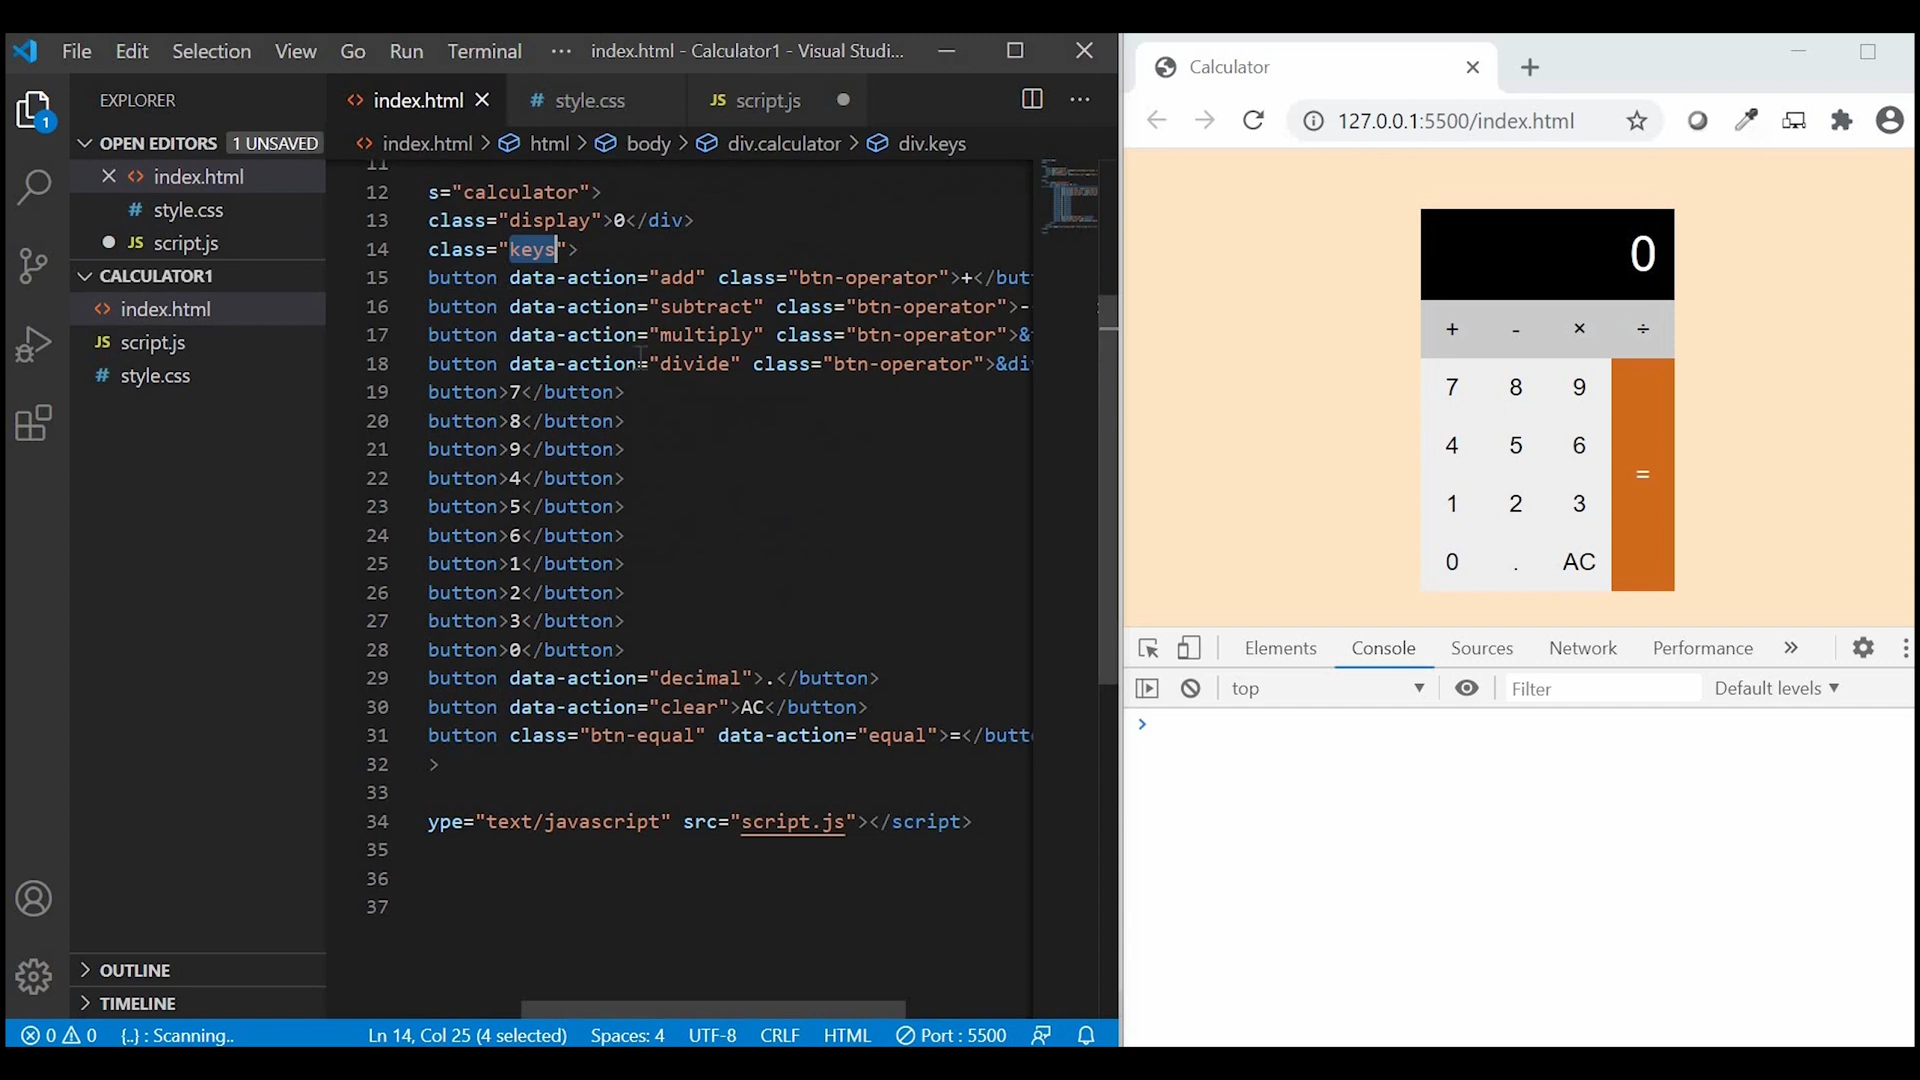 File Edit Selection View Go Run Terminal ··· index.html - Calculator1 - Visual Studi...
EXPLORER
OPEN EDITORS 1 UNSAVED
index.html
style.css
script.js
CALCULATOR1
index.html
script.js
style.css
OUTLINE
TIMELINE
1
index.html
style.css
JS script.js
index.html > html > body > div.calculator > div.keys
11
12 s="calculator">
13 class="display">0</div>
14 class="keys">
15 button data-action="add" class="btn-operator">+</but
16 button data-action="subtract" class="btn-operator">-
17 button data-action="multiply" class="btn-operator">&
18 button data-action="divide" class="btn-operator">&di
19 button>7</button>
20 button>8</button>
21 button>9</button>
22 button>4</button>
23 button>5</button>
24 button>6</button>
25 button>1</button>
26 button>2</button>
27 button>3</button>
28 button>0</button>
29 button data-action="decimal">.</button>
30 button data-action="clear">AC</button>
31 button class="btn-equal" data-action="equal">=</butt
32 >
33
34 ype="text/javascript" src="script.js"></script>
35
36
37
0 0 {..} : Scanning.. Ln 14, Col 25 (4 selected) Spaces: 4 UTF-8 CRLF HTML Port : 5500
Calculator
127.0.0.1:5500/index.html
0
+ - × ÷
7 8 9
4 5 6
=
1 2 3
0 . AC
Elements Console Sources Network Performance »
top Filter Default levels